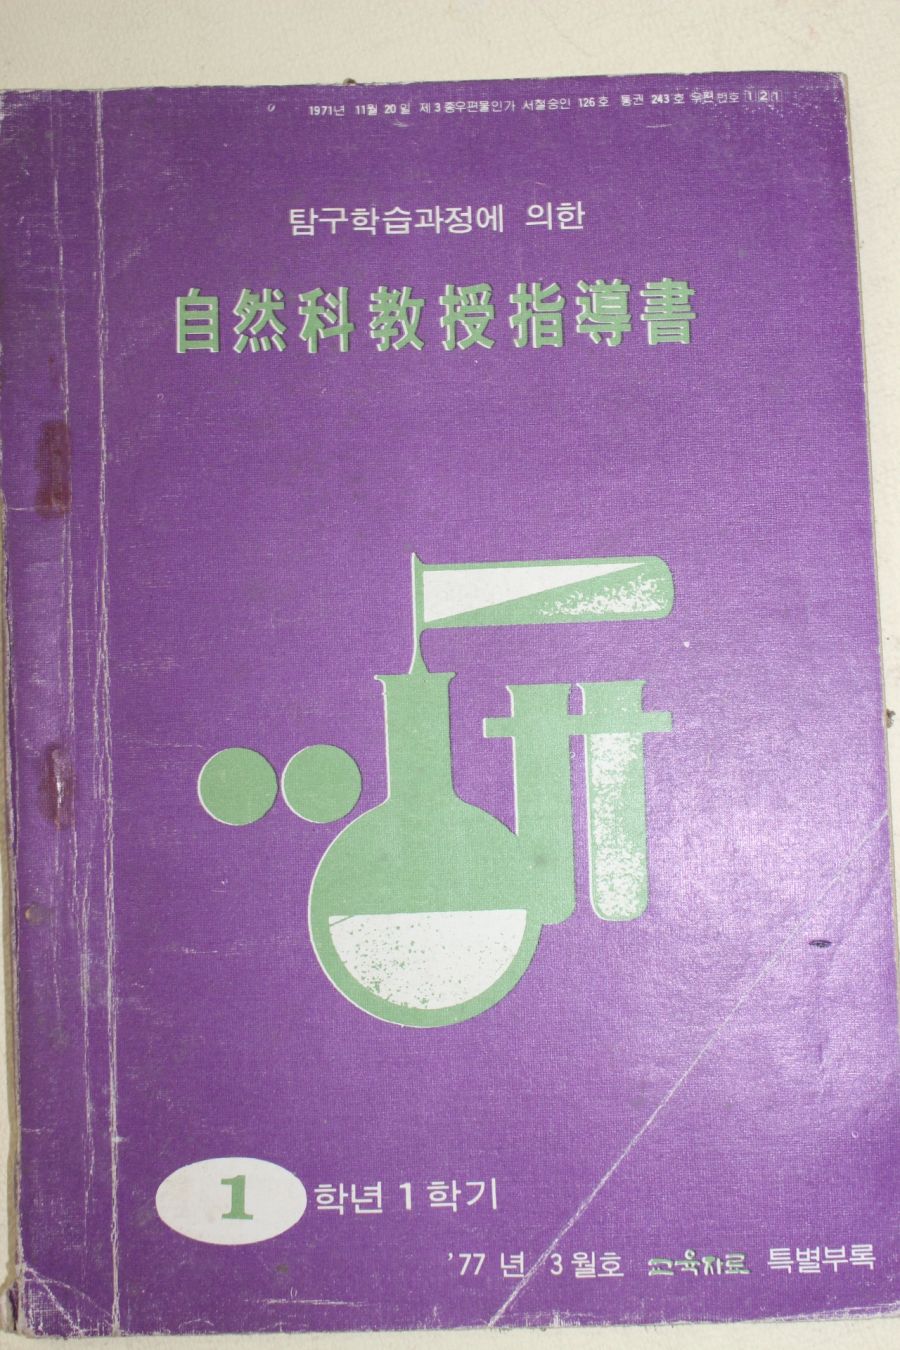 1971년 11월 20일 제3종우편물인가 서철승인 126호 통권 243호 우편번호 121
탐구학습과정에 의한
自然科教授指導書
1 학년 1 학기
'77 년 3 월호 교육자료 특별부록